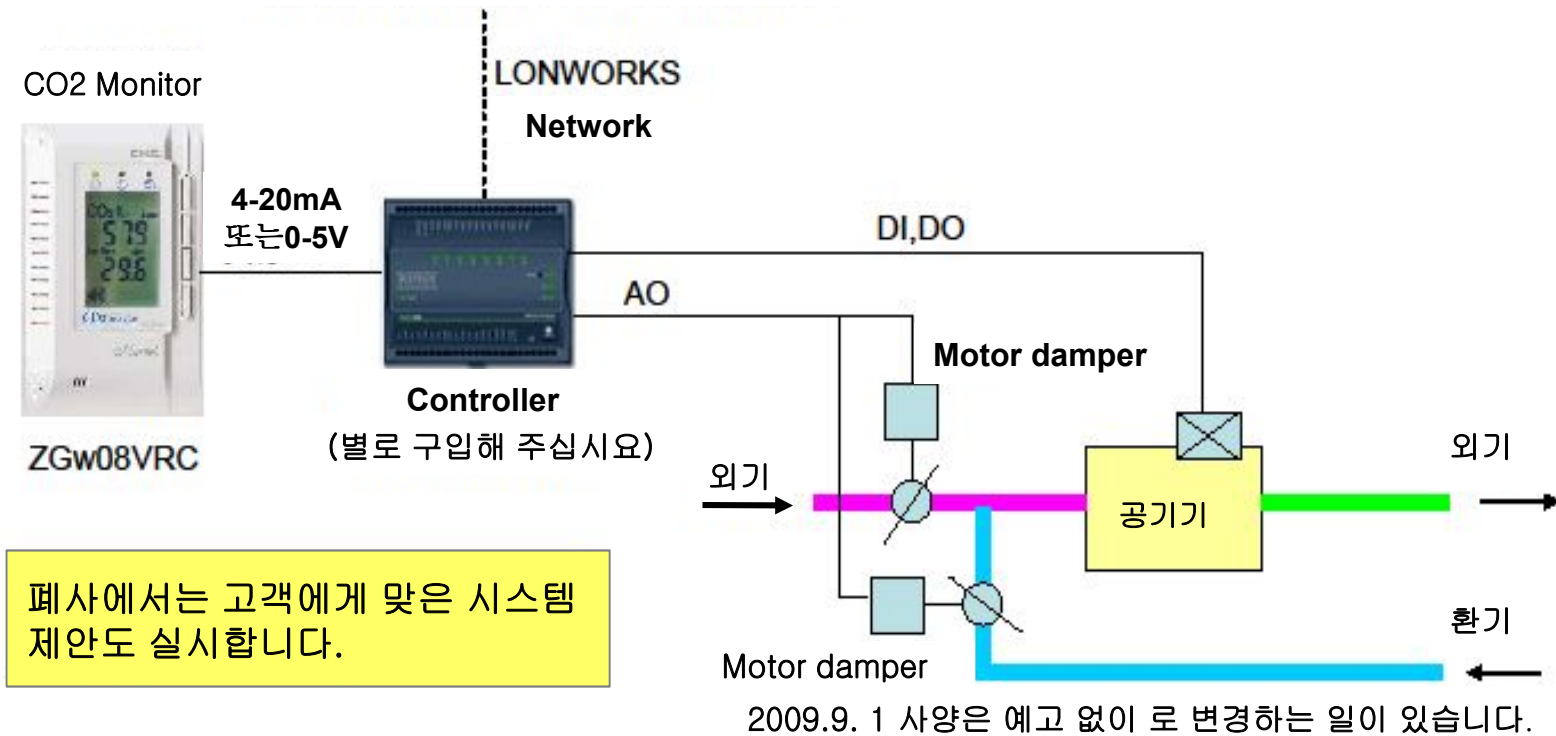 CO2 Monitor
LONWORKS
Network
4-20mA
또는0-5V
DI,DO
AO
579
29.6
Controller
(별로 구입해 주십시요)
ZGw08VRC
Motor damper
외기
공기기
외기
환기
Motor damper
폐사에서는 고객에게 맞은 시스템
제안도 실시합니다.
2009.9. 1 사양은 예고 없이 로 변경하는 일이 있습니다.